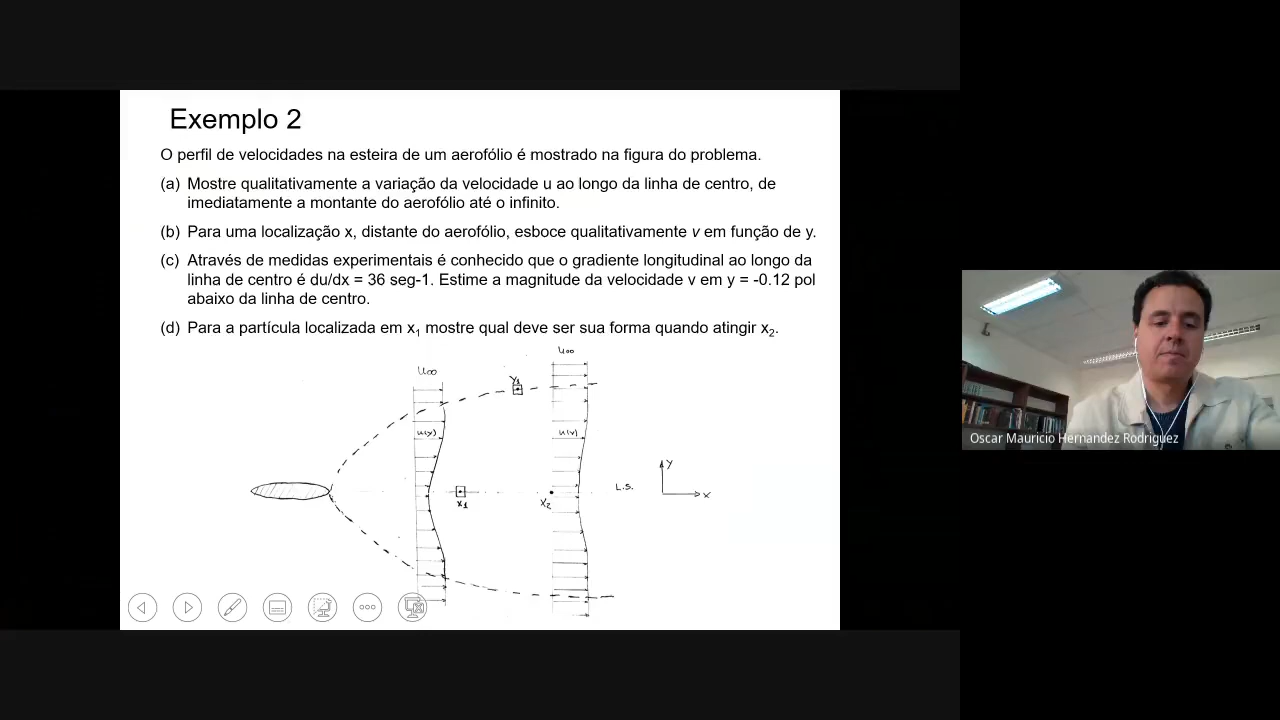 Exemplo 2
O perfil de velocidades na esteira de um aerofólio é mostrado na figura do problema.
(a) Mostre qualitativamente a variação da velocidade u ao longo da linha de centro, de
imediatamente a montante do aerofólio até o infinito.
(b) Para uma localização x, distante do aerofólio, esboce qualitativamente v em função de y.
(c) Através de medidas experimentais é conhecido que o gradiente longitudinal ao longo da
linha de centro é du/dx = 36 seg-1. Estime a magnitude da velocidade v em y = -0.12 pol
abaixo da linha de centro.
(d) Para a partícula localizada em x₁ mostre qual deve ser sua forma quando atingir x₂.
U∞
U∞
Y1
u(y)
u(y)
Y
L.S.
X
X1
X2
Oscar Mauricio Hernandez Rodriguez